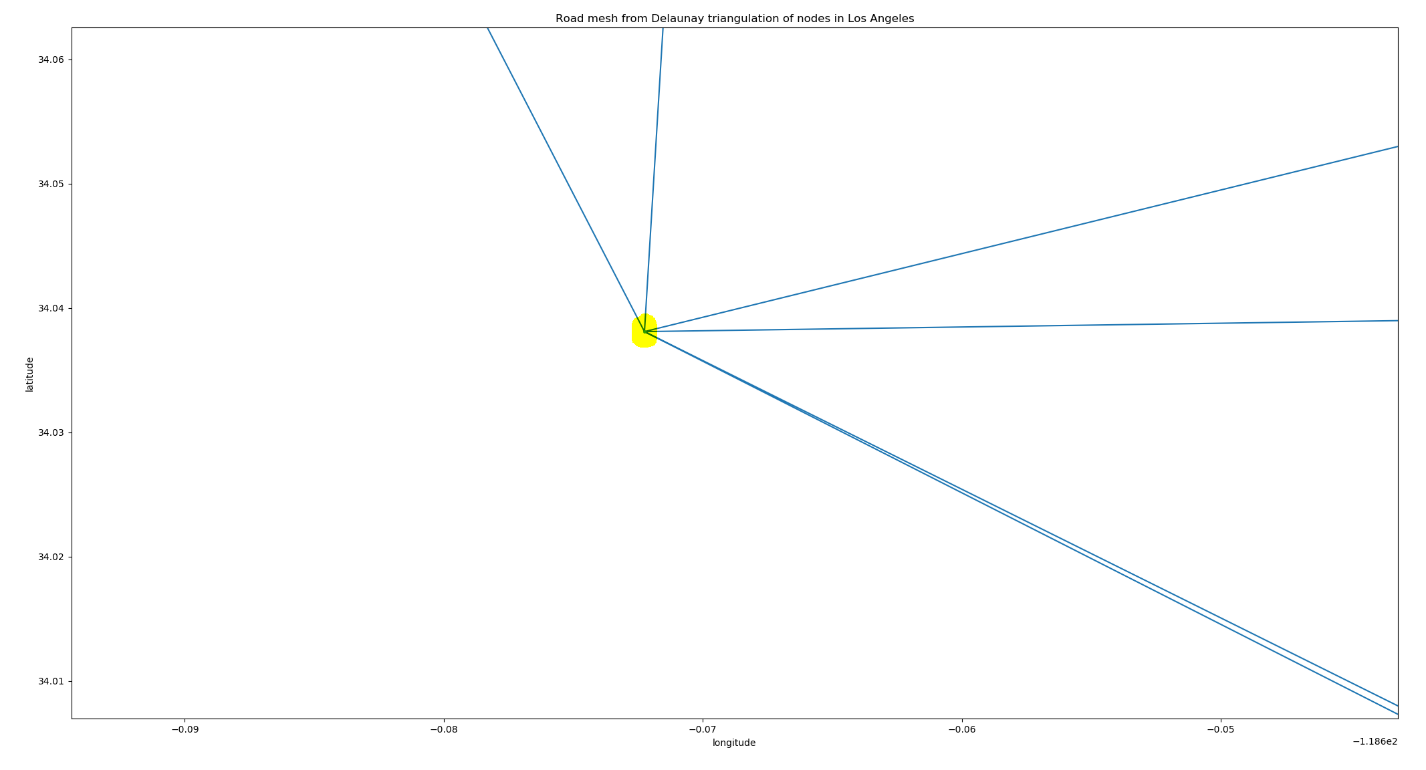 Road mesh from Delaunay triangulation of nodes in Los Angeles
34.06
34.05
34.04
34.03
34.02
34.01
latitude
−0.09
−0.08
−0.07
−0.06
−0.05
longitude
−1.186e2